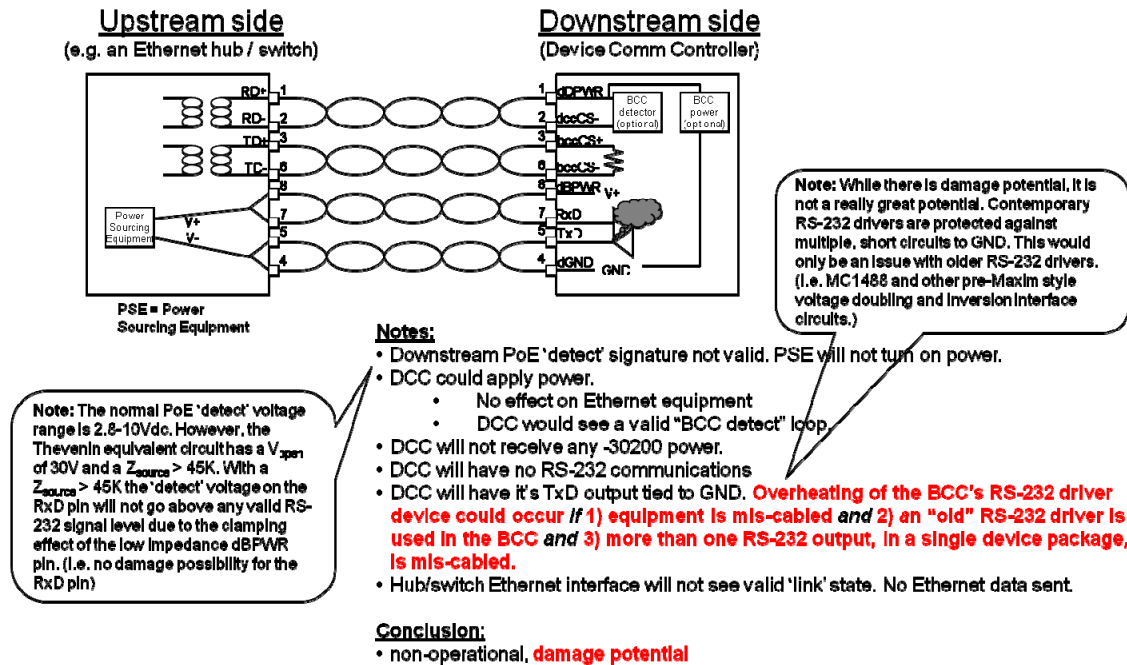 Upstream side
(e.g. an Ethernet hub / switch)
Downstream side
(Device Comm Controller)
RD+
1
RD-
2
TD+
3
TD-
6
8
7
5
4
Power
Sourcing
Equipment
V+
V-
PSE = Power
Sourcing Equipment
1
dDPWR
2
dccCS-
3
bccCS+
6
bccCS-
8
dBPWR
V+
7
RxD
5
TxD
4
dGND
GND
BCC
detector
(optional)
BCC
power
(optional)
Note: While there is damage potential, it is
not a really great potential. Contemporary
RS-232 drivers are protected against
multiple, short circuits to GND. This would
only be an issue with older RS-232 drivers.
(i.e. MC1488 and other pre-Maxim style
voltage doubling and inversion interface
circuits.)
Notes:
• Downstream PoE 'detect' signature not valid. PSE will not turn on power.
• DCC could apply power.
• No effect on Ethernet equipment
• DCC would see a valid "BCC detect" loop.
• DCC will not receive any -30200 power.
• DCC will have no RS-232 communications
• DCC will have it's TxD output tied to GND. Overheating of the BCC's RS-232 driver
device could occur if 1) equipment is mis-cabled and 2) an "old" RS-232 driver is
used in the BCC and 3) more than one RS-232 output, in a single device package,
is mis-cabled.
• Hub/switch Ethernet interface will not see valid 'link' state. No Ethernet data sent.
Note: The normal PoE 'detect' voltage
range is 2.8-10Vdc. However, the
Thevenin equivalent circuit has a V open
of 30V and a Z source > 45K. With a
Z source > 45K the 'detect' voltage on the
RxD pin will not go above any valid RS-
232 signal level due to the clamping
effect of the low impedance dBPWR
pin. (i.e. no damage possibility for the
RxD pin)
Conclusion:
• non-operational, damage potential